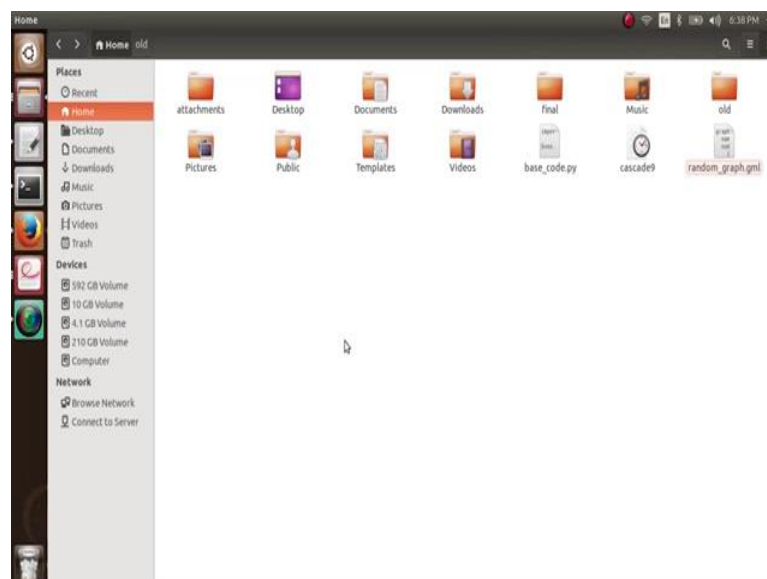 Home
En
6:38 PM
Home old
Places
Recent
Home
Desktop
Documents
Downloads
Music
Pictures
Videos
Trash
Devices
592 GB Volume
10 GB Volume
4.1 GB Volume
210 GB Volume
Computer
Network
Browse Network
Connect to Server
attachments
Desktop
Documents
Downloads
final
Music
old
Pictures
Public
Templates
Videos
base_code.py
cascade9
random_graph.gml